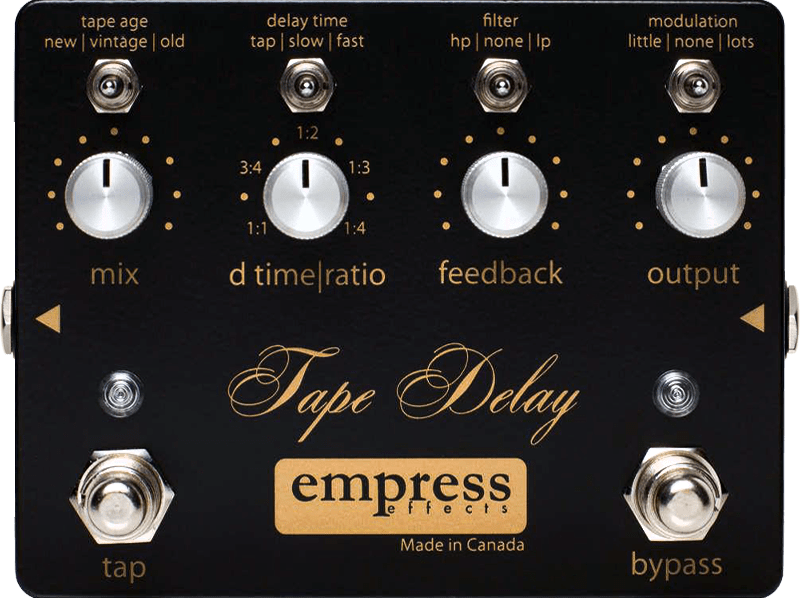 tape age
new | vintage | old
delay time
tap | slow | fast
filter
hp | none | lp
modulation
little | none | lots
1:2
3:4
1:3
1:1
1:4
mix
d time|ratio
feedback
output
Tape Delay
empress
effects
Made in Canada
tap
bypass